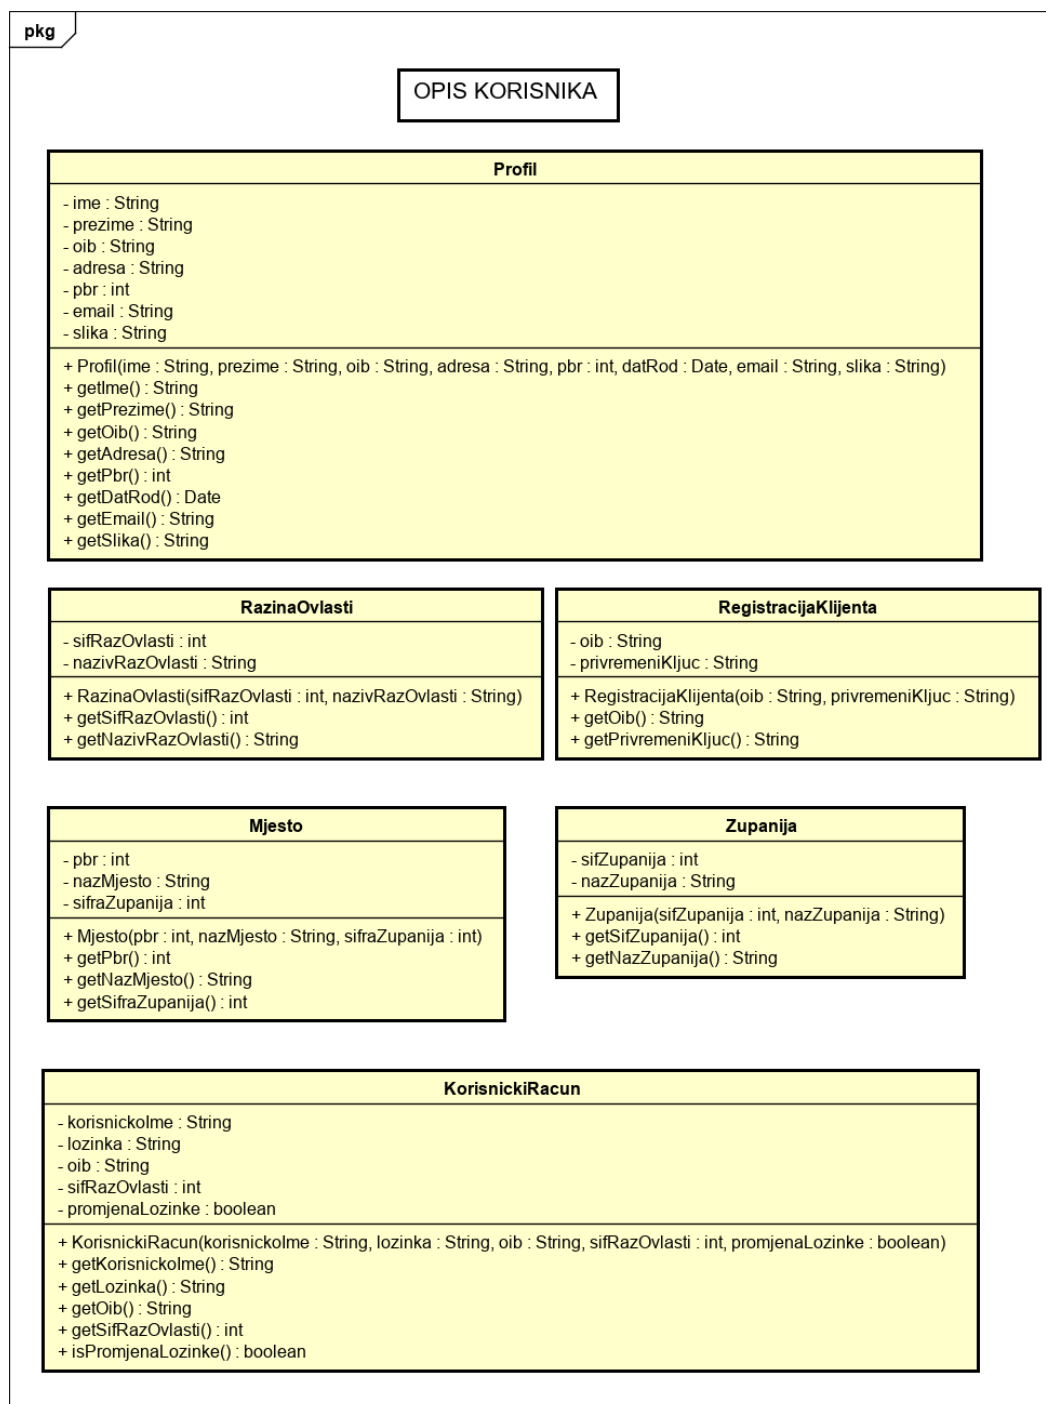 pkg
OPIS KORISNIKA
Profil
- ime : String
- prezime : String
- oib : String
- adresa : String
- pbr : int
- email : String
- slika : String
+ Profil(ime : String, prezime : String, oib : String, adresa : String, pbr : int, datRod : Date, email : String, slika : String)
+ getIme() : String
+ getPrezime() : String
+ getOib() : String
+ getAdresa() : String
+ getPbr() : int
+ getDatRod() : Date
+ getEmail() : String
+ getSlika() : String
RazinaOvlasti
- sifRazOvlasti : int
- nazivRazOvlasti : String
+ RazinaOvlasti(sifRazOvlasti : int, nazivRazOvlasti : String)
+ getSifRazOvlasti() : int
+ getNazivRazOvlasti() : String
RegistracijaKlijenta
- oib : String
- privremeniKljuc : String
+ RegistracijaKlijenta(oib : String, privremeniKljuc : String)
+ getOib() : String
+ getPrivremeniKljuc() : String
Mjesto
- pbr : int
- nazMjesto : String
- sifraZupanija : int
+ Mjesto(pbr : int, nazMjesto : String, sifraZupanija : int)
+ getPbr() : int
+ getNazMjesto() : String
+ getSifraZupanija() : int
Zupanija
- sifZupanija : int
- nazZupanija : String
+ Zupanija(sifZupanija : int, nazZupanija : String)
+ getSifZupanija() : int
+ getNazZupanija() : String
KorisnickiRacun
- korisnickoIme : String
- lozinka : String
- oib : String
- sifRazOvlasti : int
- promjenaLozinke : boolean
+ KorisnickiRacun(korisnickoIme : String, lozinka : String, oib : String, sifRazOvlasti : int, promjenaLozinke : boolean)
+ getKorisnickoIme() : String
+ getLozinka() : String
+ getOib() : String
+ getSifRazOvlasti() : int
+ isPromjenaLozinke() : boolean